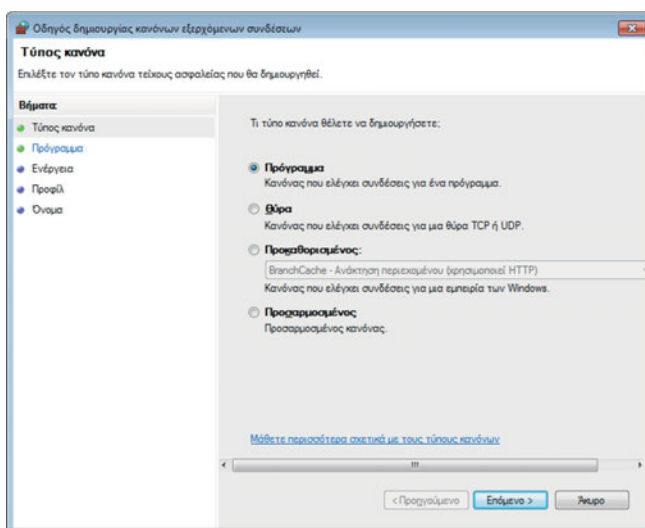 Οδηγός δημιουργίας κανόνων εξερχόμενων συνδέσεων
Τύπος κανόνα
Επιλέξτε τον τύπο κανόνα τείχους ασφαλείας που θα δημιουργηθεί.
Βήματα:
Τύπος κανόνα
Πρόγραμμα
Ενέργεια
Προφίλ
Όνομα
Τι τύπο κανόνα θέλετε να δημιουργήσετε;
Πρόγραμμα
Κανόνας που ελέγχει συνδέσεις για ένα πρόγραμμα.
Θύρα
Κανόνας που ελέγχει συνδέσεις για μια θύρα TCP ή UDP.
Προκαθορισμένος:
BranchCache - Ανάκτηση περιεχομένου (χρησιμοποιεί HTTP)
Κανόνας που ελέγχει συνδέσεις για μια εμπειρία των Windows.
Προσαρμοσμένος
Προσαρμοσμένος κανόνας.
Μάθετε περισσότερα σχετικά με τους τύπους κανόνων
< Προηγούμενο
Επόμενο >
Άκυρο